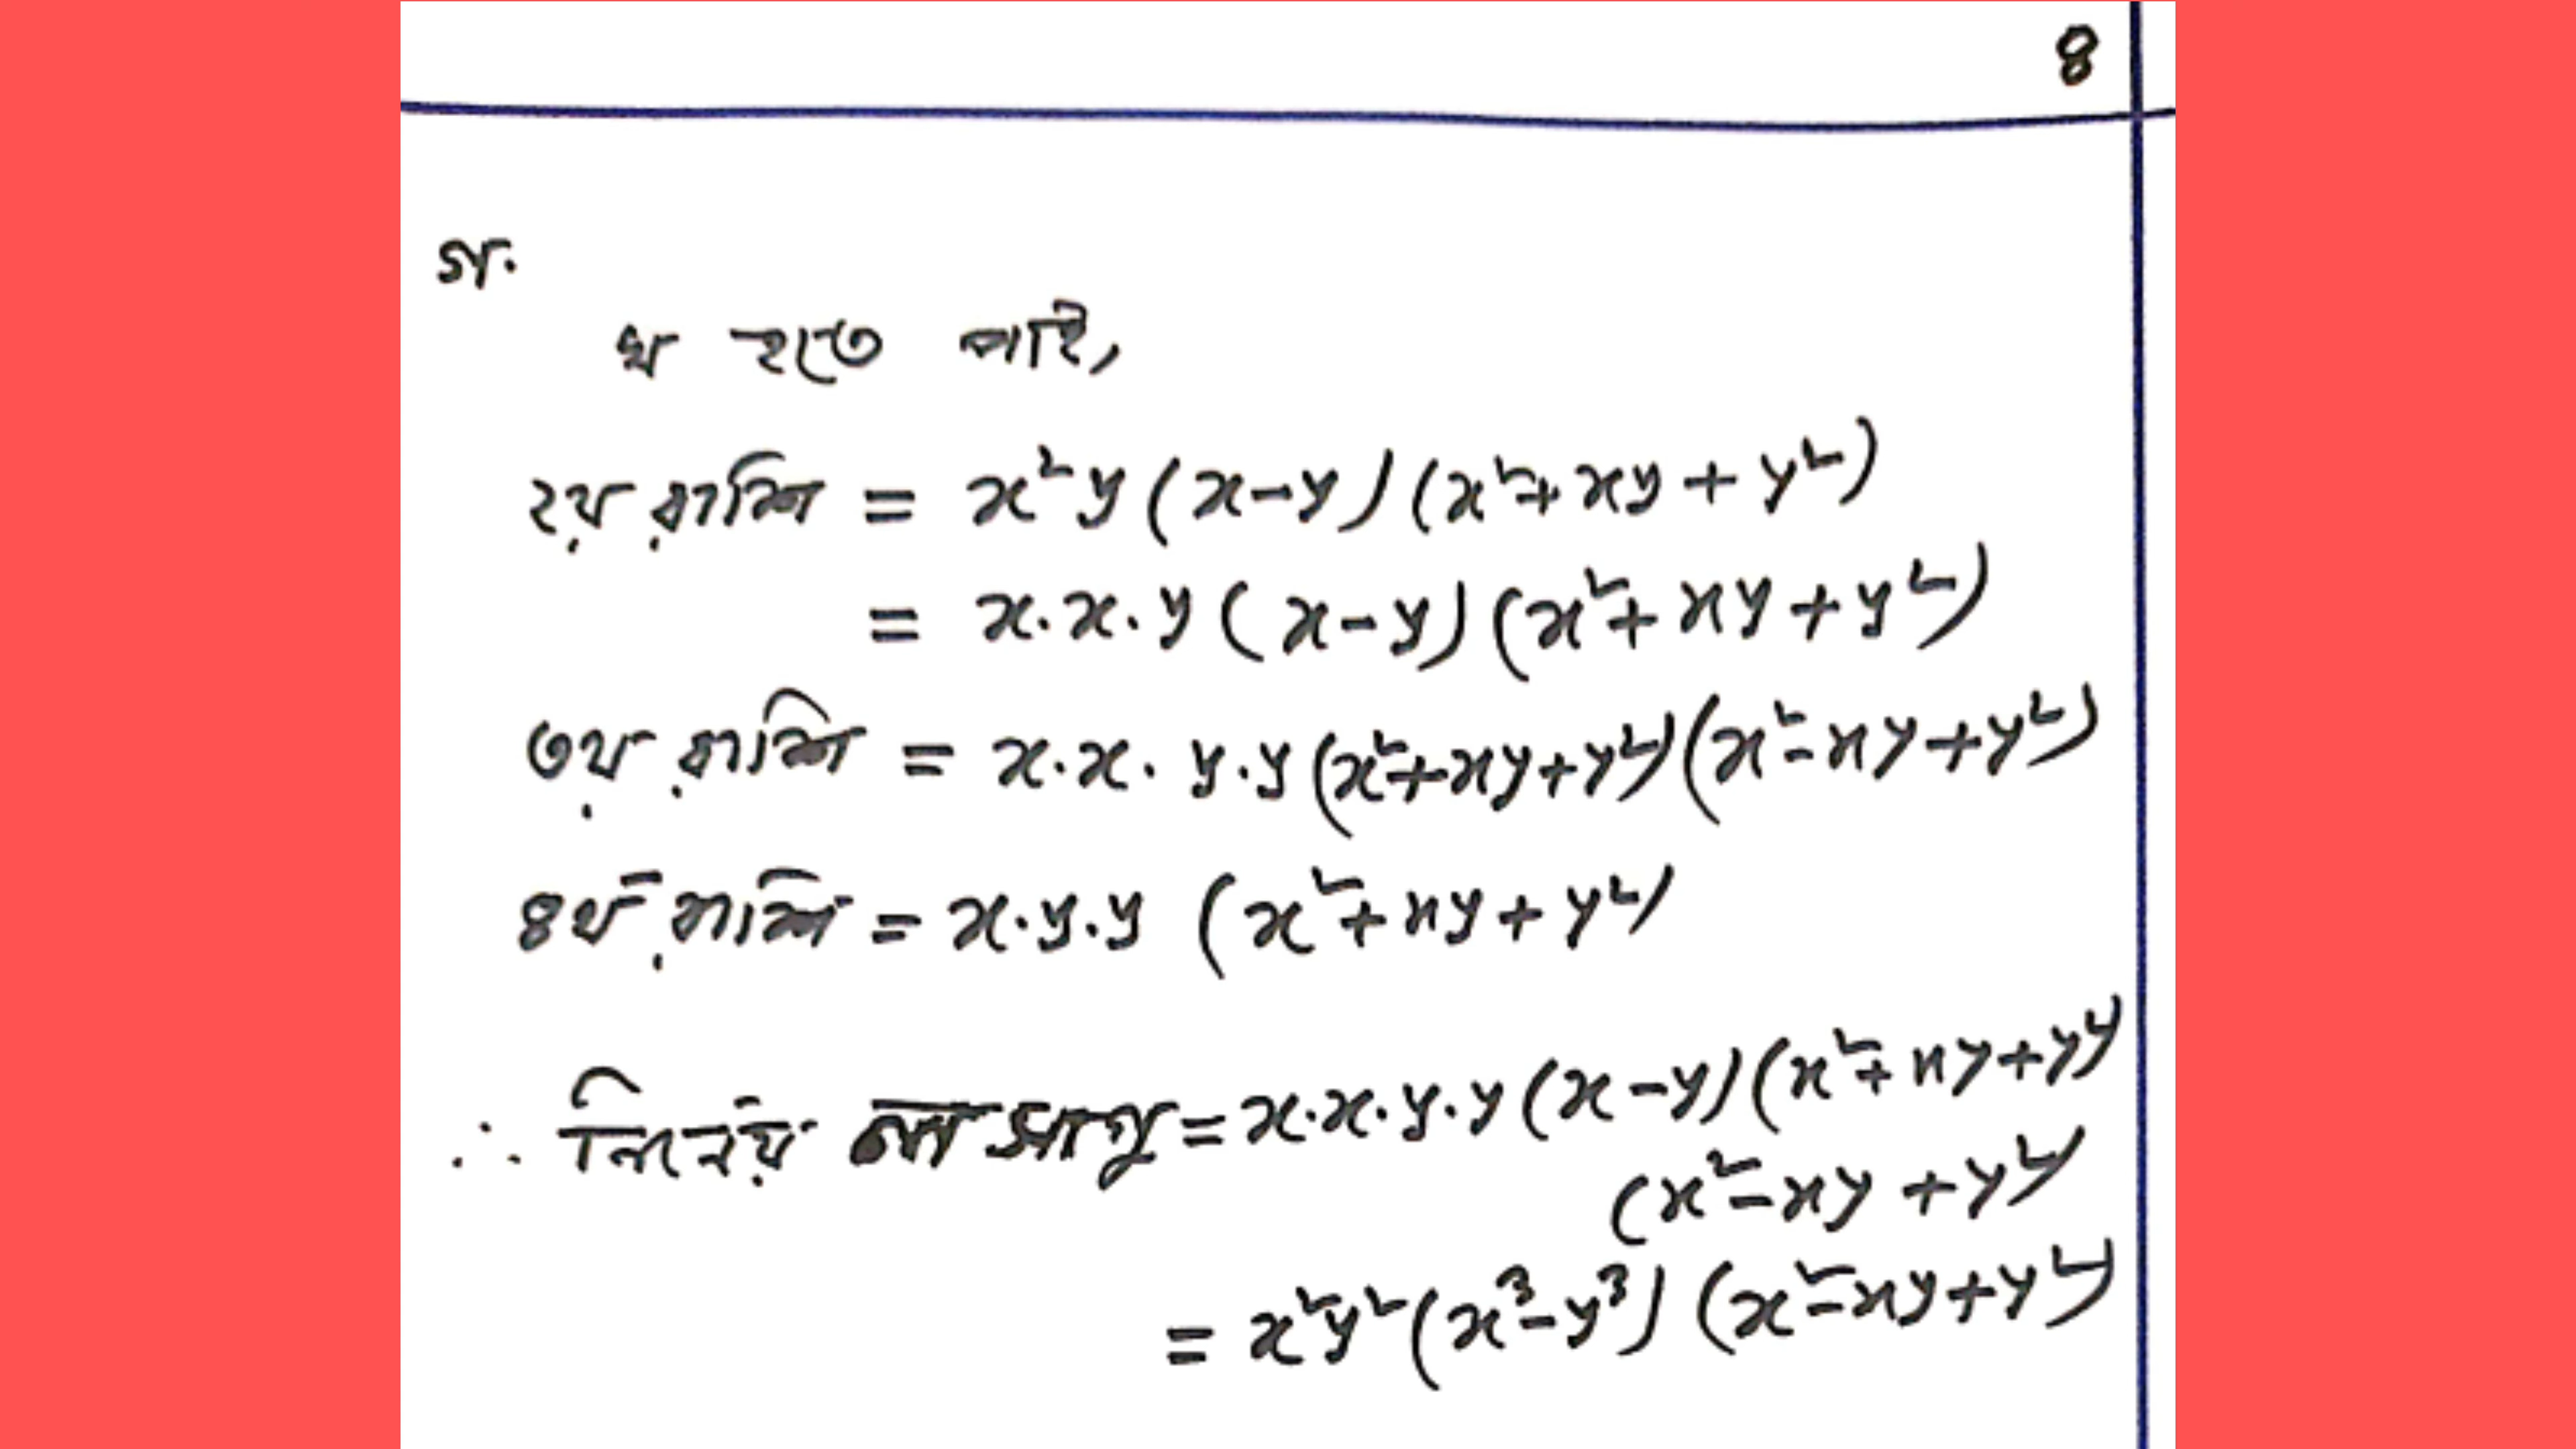 ৪
গ.
খ হতে পাই,
২য় রাশি = x²y(x-y)(x²+xy+y²)
= x.x.y(x-y)(x²+xy+y²)
৩য় রাশি = x.x.y.y(x²+xy+y²)(x²-xy+y²)
৪র্থ রাশি = x.y.y (x²+xy+y²)
∴ নির্নেয় লসাগু = x.x.y.y(x-y)(x²+xy+y²)
(x²-xy+y²)
= x²y²(x³-y³)(x²-xy+y²)